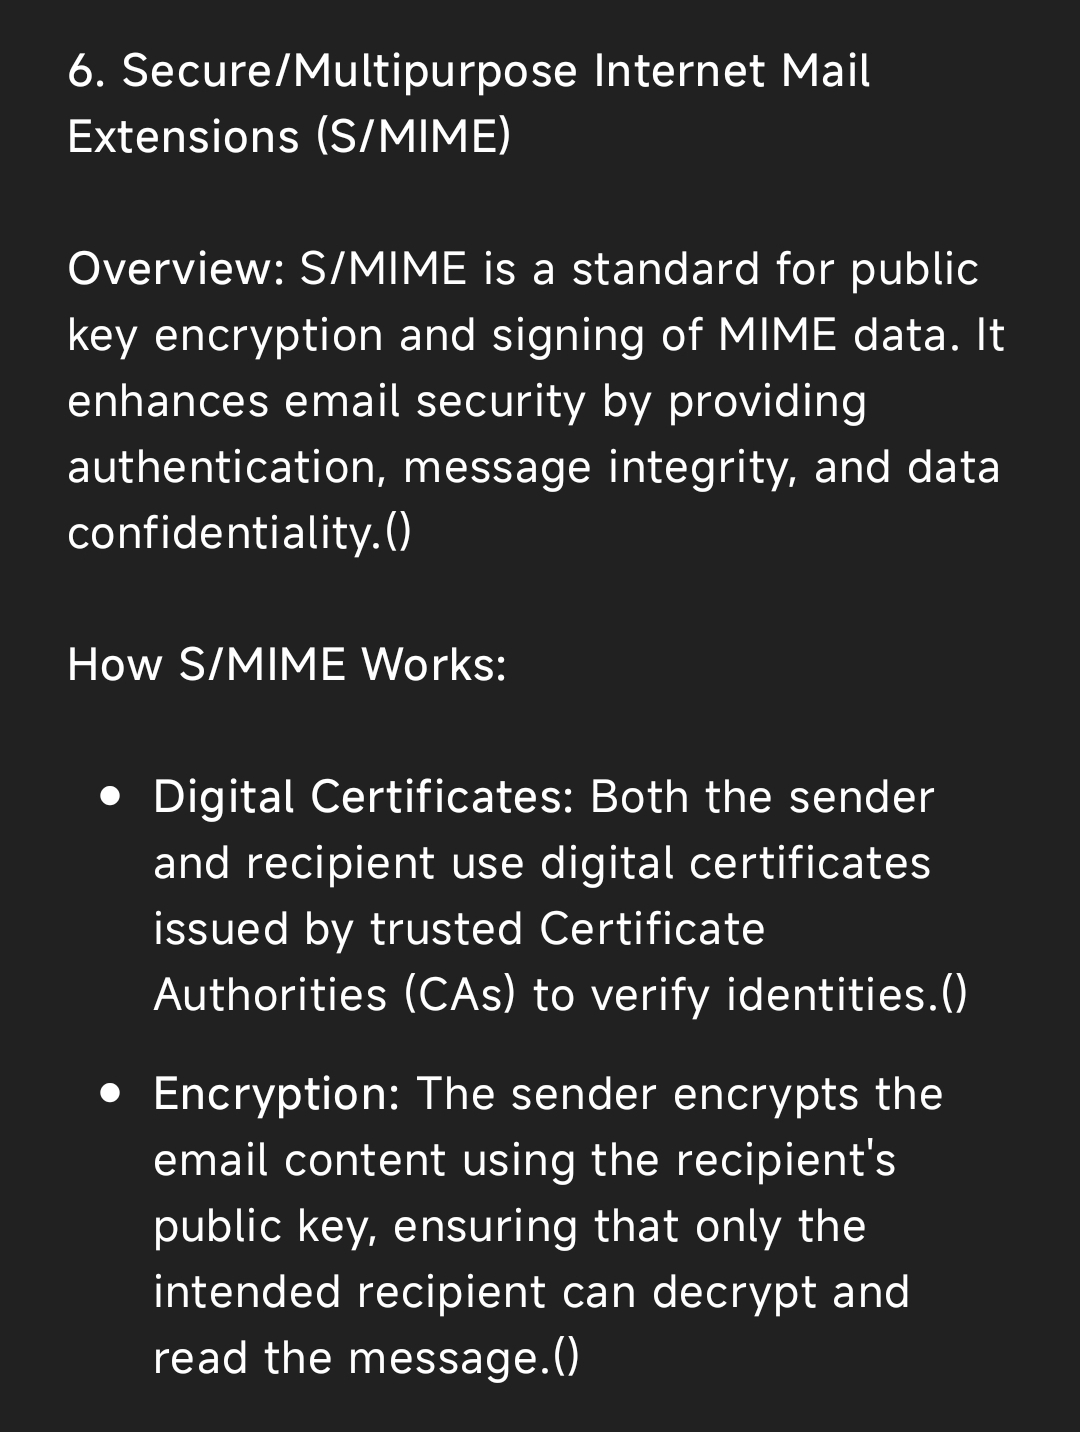 6. Secure/Multipurpose Internet Mail
Extensions (S/MIME)
Overview: S/MIME is a standard for public
key encryption and signing of MIME data. It
enhances email security by providing
authentication, message integrity, and data
confidentiality.()
How S/MIME Works:
• Digital Certificates: Both the sender
and recipient use digital certificates
issued by trusted Certificate
Authorities (CAs) to verify identities.()
• Encryption: The sender encrypts the
email content using the recipient's
public key, ensuring that only the
intended recipient can decrypt and
read the message.()